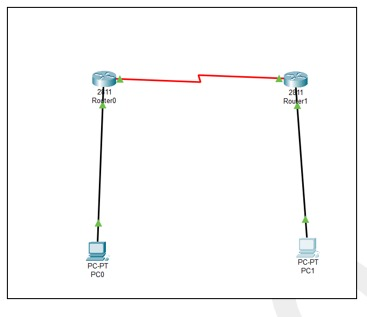 2811
Router0
2811
Router1
PC-PT
PC0
PC-PT
PC1